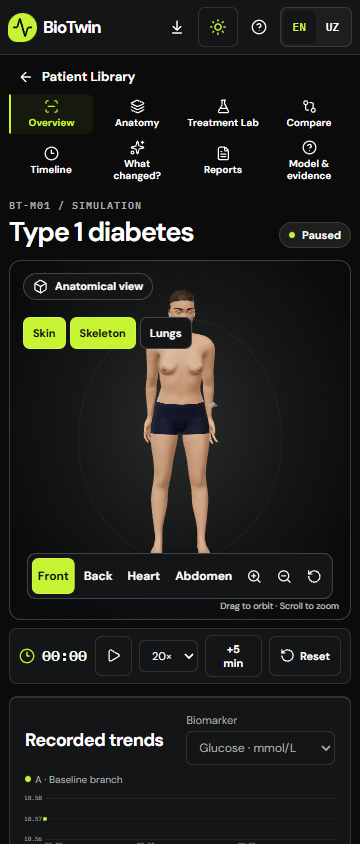 BioTwin
EN
UZ
Patient Library
Overview
Anatomy
Treatment Lab
Compare
Timeline
What
changed?
Reports
Model &
evidence
BT-M01 / SIMULATION
Type 1 diabetes
Paused
Anatomical view
Skin
Skeleton
Lungs
Front
Back
Heart
Abdomen
Drag to orbit · Scroll to zoom
00:00
20×
+5
min
Reset
Biomarker
Recorded trends
Glucose · mmol/L
A · Baseline branch
18.58
18.57
18.56